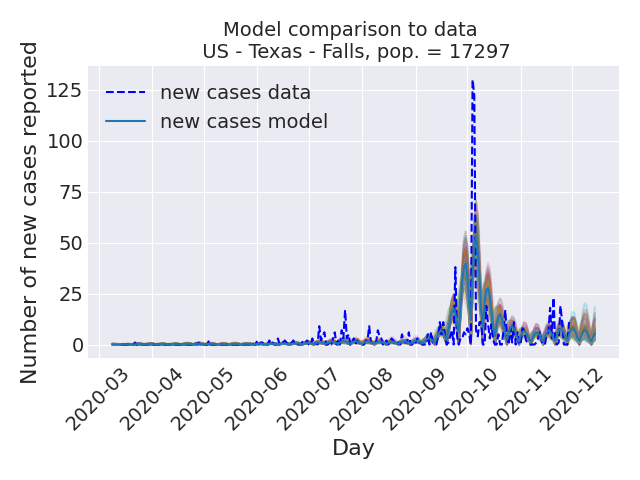 Model comparison to data
US - Texas - Falls, pop. = 17297
Number of new cases reported
125
100
75
50
25
0
new cases data
new cases model
2020-03
2020-04
2020-05
2020-06
2020-07
2020-08
2020-09
2020-10
2020-11
2020-12
Day